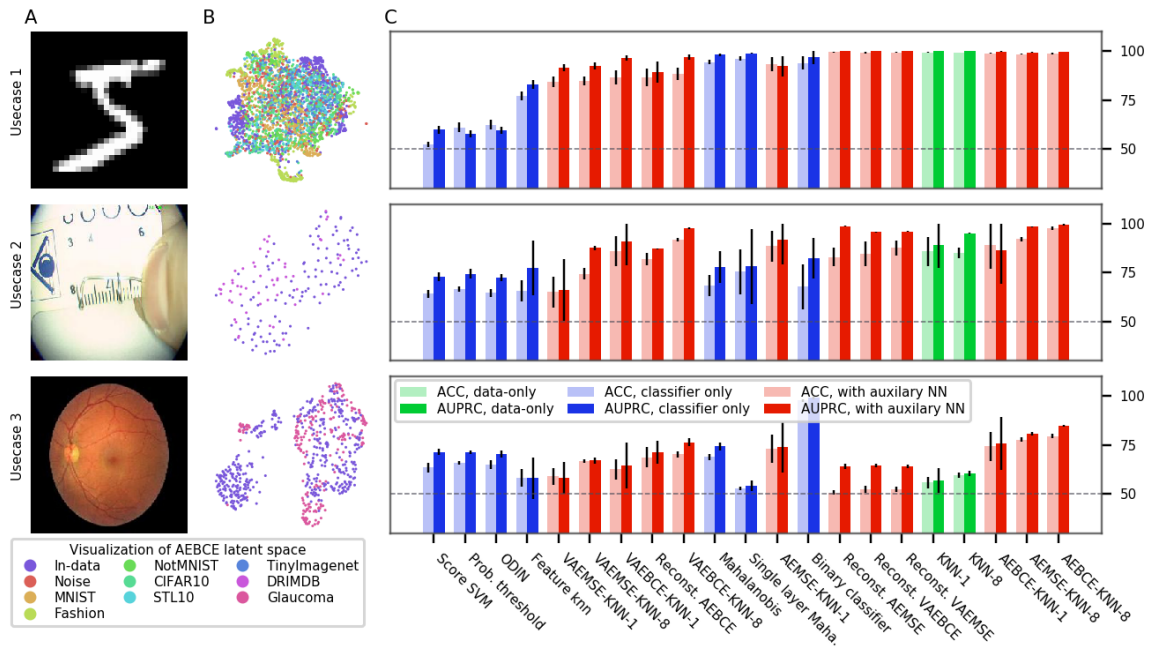 A
B
C
Usecase 1
100
75
50
Usecase 2
3
4
6
8
100
75
50
Usecase 3
ACC, data-only
ACC, classifier only
ACC, with auxilary NN
AUPRC, data-only
AUPRC, classifier only
AUPRC, with auxilary NN
100
75
50
Score SVM
Prob. threshold
ODIN
Feature knn
VAEMSE-KNN-1
VAEMSE-KNN-8
VAEBCE-KNN-1
Reconst. AEBCE
VAEBCE-KNN-8
Mahalanobis
Single layer Maha.
AEMSE-KNN-1
Binary classifier
Reconst. AEMSE
Reconst. VAEBCE
Reconst. VAEMSE
KNN-1
KNN-8
AEBCE-KNN-1
AEMSE-KNN-8
AEBCE-KNN-8
Visualization of AEBCE latent space
In-data
NotMNIST
TinyImagenet
Noise
CIFAR10
DRIMDB
MNIST
STL10
Glaucoma
Fashion